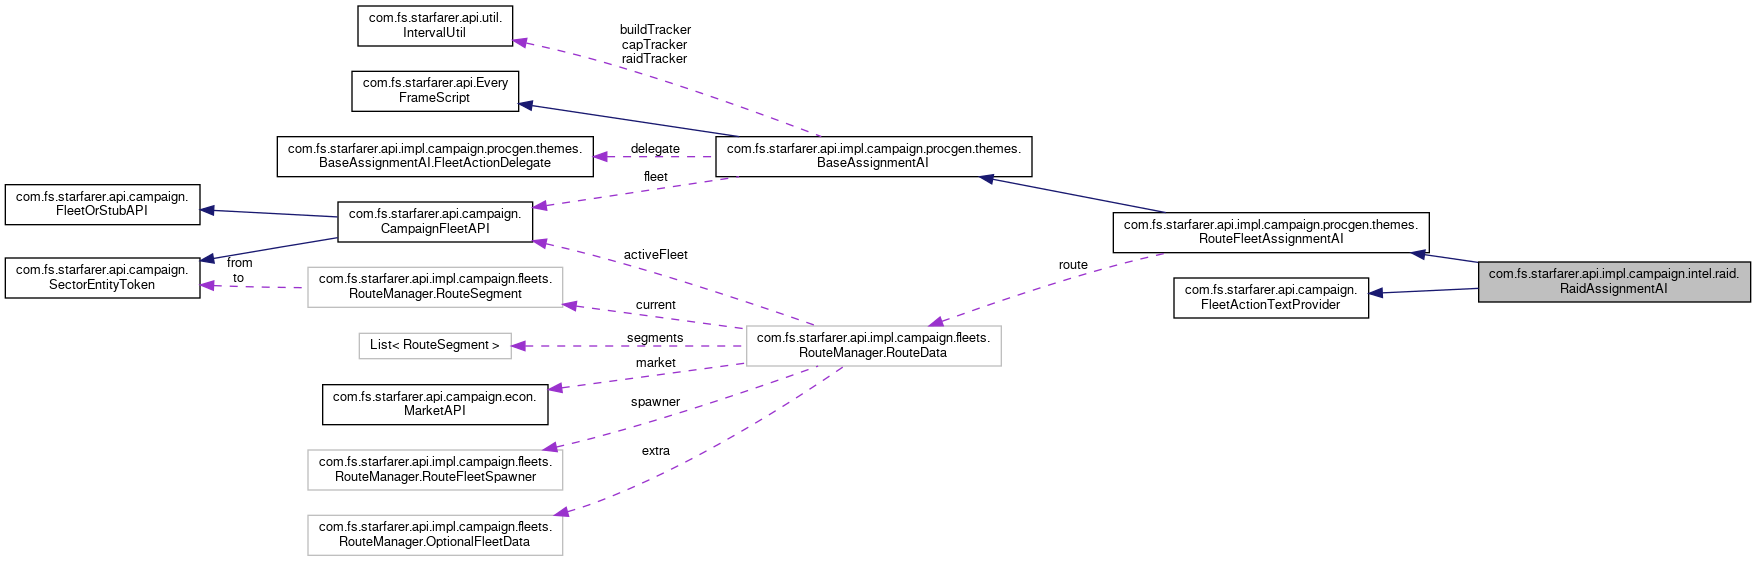 com.fs.starfarer.api.util.
IntervalUtil
buildTracker
capTracker
raidTracker
com.fs.starfarer.api.Every
FrameScript
com.fs.starfarer.api.impl.campaign.procgen.themes.
BaseAssignmentAI.FleetActionDelegate
delegate
com.fs.starfarer.api.impl.campaign.procgen.themes.
BaseAssignmentAI
fleet
com.fs.starfarer.api.campaign.
FleetOrStubAPI
com.fs.starfarer.api.campaign.
CampaignFleetAPI
com.fs.starfarer.api.impl.campaign.procgen.themes.
RouteFleetAssignmentAI
com.fs.starfarer.api.campaign.
SectorEntityToken
from
to
com.fs.starfarer.api.impl.campaign.fleets.
RouteManager.RouteSegment
activeFleet
route
com.fs.starfarer.api.impl.campaign.intel.raid.
RaidAssignmentAI
com.fs.starfarer.api.campaign.
FleetActionTextProvider
current
List< RouteSegment >
segments
com.fs.starfarer.api.impl.campaign.fleets.
RouteManager.RouteData
market
com.fs.starfarer.api.campaign.econ.
MarketAPI
spawner
com.fs.starfarer.api.impl.campaign.fleets.
RouteManager.RouteFleetSpawner
extra
com.fs.starfarer.api.impl.campaign.fleets.
RouteManager.OptionalFleetData